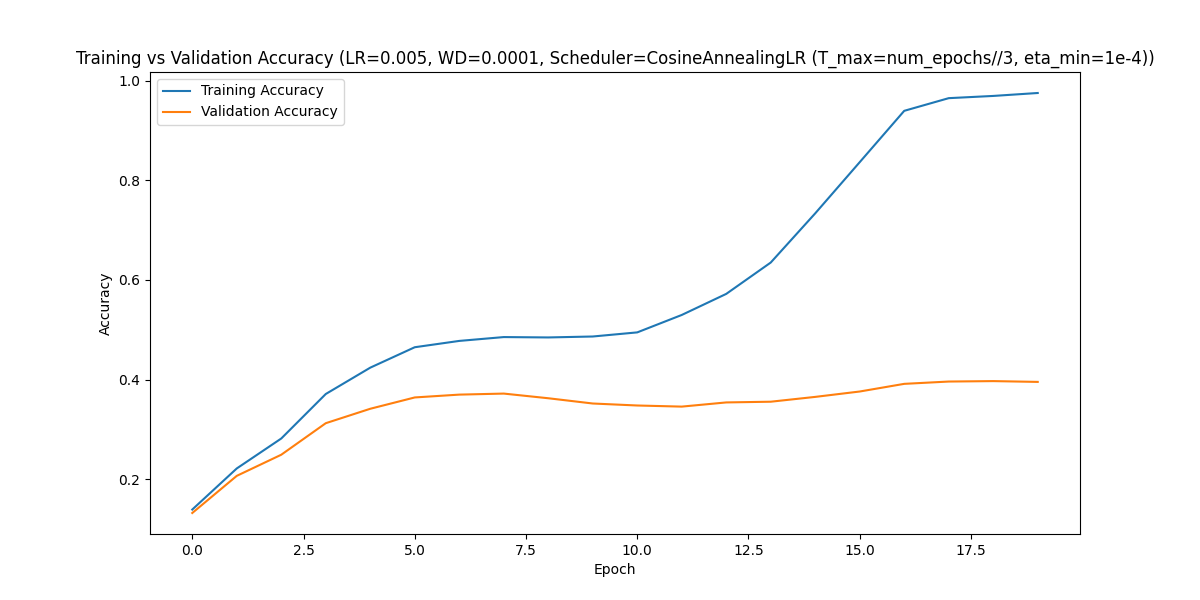 Training vs Validation Accuracy (LR=0.005, WD=0.0001, Scheduler=CosineAnnealingLR (T_max=num_epochs//3, eta_min=1e-4))
Training Accuracy
Validation Accuracy
1.0
0.8
0.6
0.4
0.2
Accuracy
0.0 2.5 5.0 7.5 10.0 12.5 15.0 17.5
Epoch